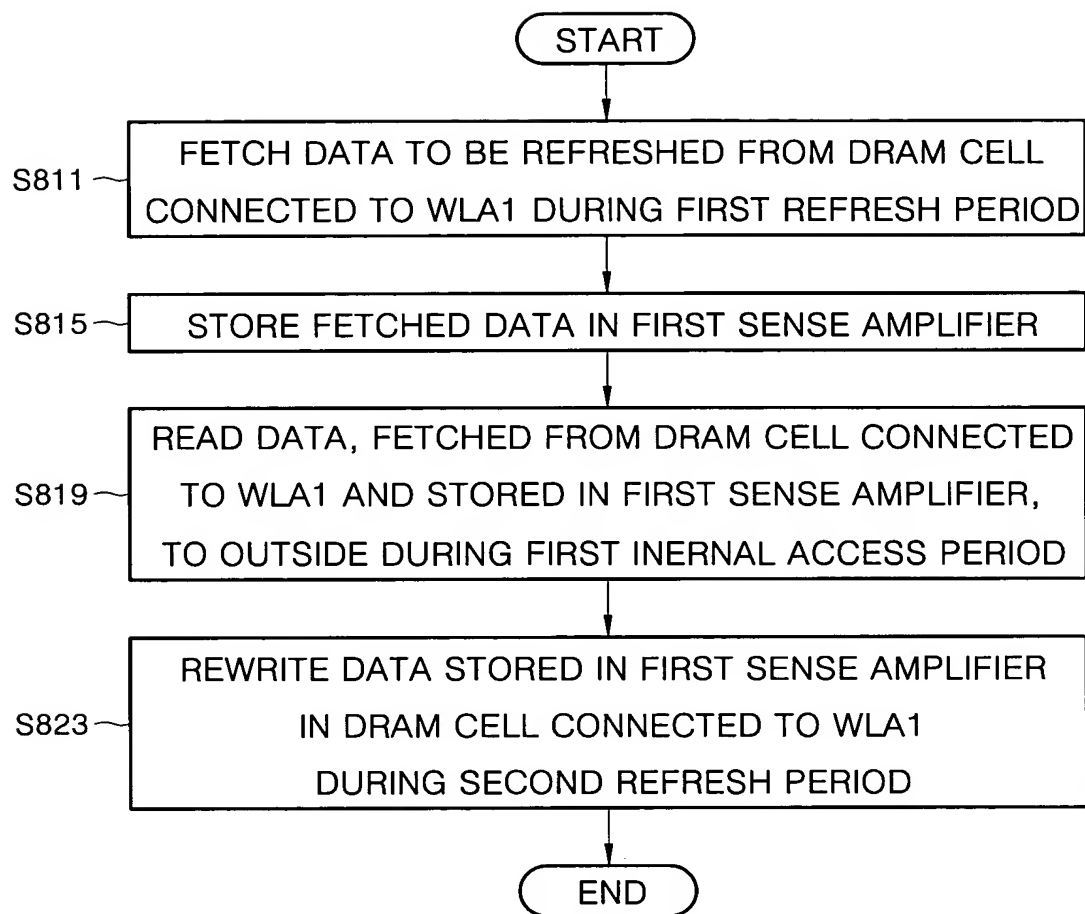 START
S811
FETCH DATA TO BE REFRESHED FROM DRAM CELL
CONNECTED TO WLA1 DURING FIRST REFRESH PERIOD
S815
STORE FETCHED DATA IN FIRST SENSE AMPLIFIER
S819
READ DATA, FETCHED FROM DRAM CELL CONNECTED
TO WLA1 AND STORED IN FIRST SENSE AMPLIFIER,
TO OUTSIDE DURING FIRST INERNAL ACCESS PERIOD
S823
REWRITE DATA STORED IN FIRST SENSE AMPLIFIER
IN DRAM CELL CONNECTED TO WLA1
DURING SECOND REFRESH PERIOD
END